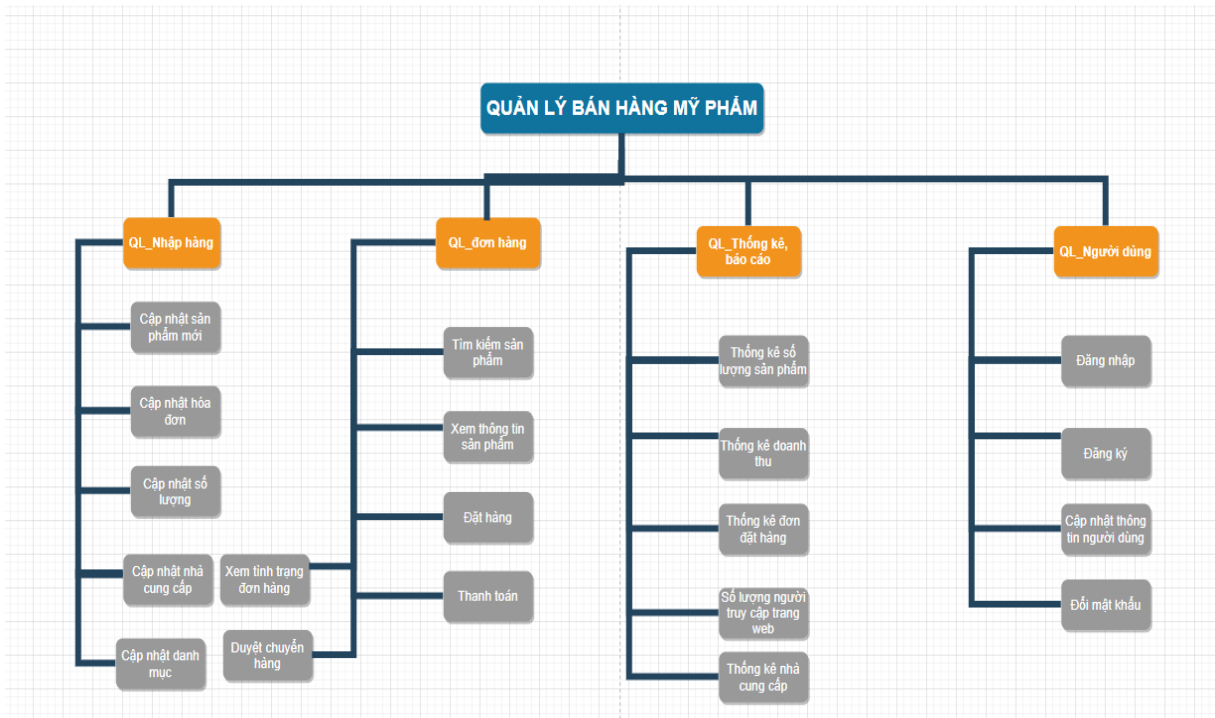 QUẢN LÝ BÁN HÀNG MỸ PHẨM
QL_Nhập hàng
Cập nhật sản
phẩm mới
Cập nhật hóa
đơn
Cập nhật số
lượng
Cập nhật nhà
cung cấp
Cập nhật danh
mục
QL_đơn hàng
Tìm kiếm sản
phẩm
Xem thông tin
sản phẩm
Đặt hàng
Thanh toán
Xem tình trạng
đơn hàng
Duyệt chuyển
hàng
QL_Thống kê,
báo cáo
Thống kê số
lượng sản phẩm
Thống kê doanh
thu
Thống kê đơn
đặt hàng
Số lượng người
truy cập trang
web
Thống kê nhà
cung cấp
QL_Người dùng
Đăng nhập
Đăng ký
Cập nhật thông
tin người dùng
Đổi mật khẩu